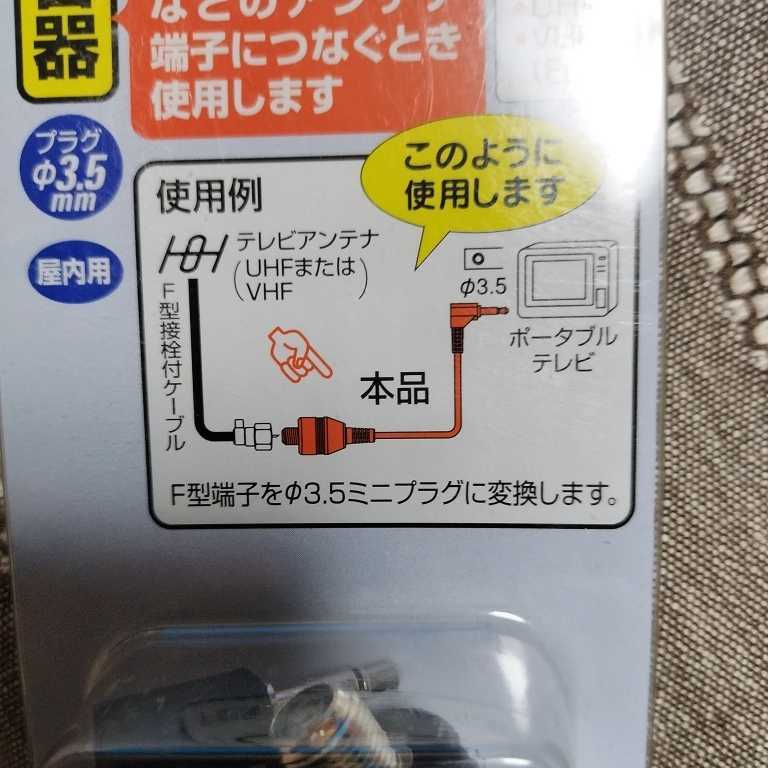 器
などのアンテナ
端子につなぐとき
使用します
プラグ
φ3.5
mm
屋内用
このように
使用します
使用例
テレビアンテナ
(UHFまたは
VHF)
F型接栓付ケーブル
φ3.5
ポータブル
テレビ
本品
F型端子をφ3.5ミニプラグに変換します。